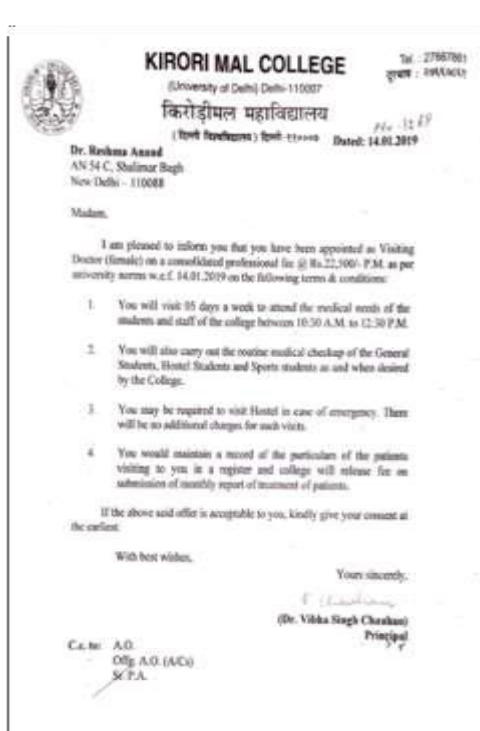 KIRORI MAL COLLEGE
Tel. : 27667861
(University of Delhi) Delhi-110007
दूरभाष :
किरोड़ीमल महाविद्यालय
( दिल्ली विश्वविद्यालय ) दिल्ली-११०००७
Dated: 14.01.2019
Dr. Reshma Anand
AN 54 C, Shalimar Bagh
New Delhi – 110088
Madam,
I am pleased to inform you that you have been appointed as Visiting
Doctor (female) on a consolidated professional fee @ Rs.22,500/- P.M. as per
university norms w.e.f. 14.01.2019 on the following terms & conditions:
1. You will visit 05 days a week to attend the medical needs of the
students and staff of the college between 10:30 A.M. to 12:30 P.M.
2. You will also carry out the routine medical checkup of the General
Students, Hostel Students and Sports students as and when desired
by the College.
3. You may be required to visit Hostel in case of emergency. There
will be no additional charges for such visits.
4. You would maintain a record of the particulars of the patients
visiting to you in a register and college will release fee on
submission of monthly report of treatment of patients.
If the above said offer is acceptable to you, kindly give your consent at
the earliest.
With best wishes,
Yours sincerely,
(Dr. Vibha Singh Chauhan)
Principal
C.c. to: A.O.
Offg. A.O. (A/Cs)
Sr. P.A.